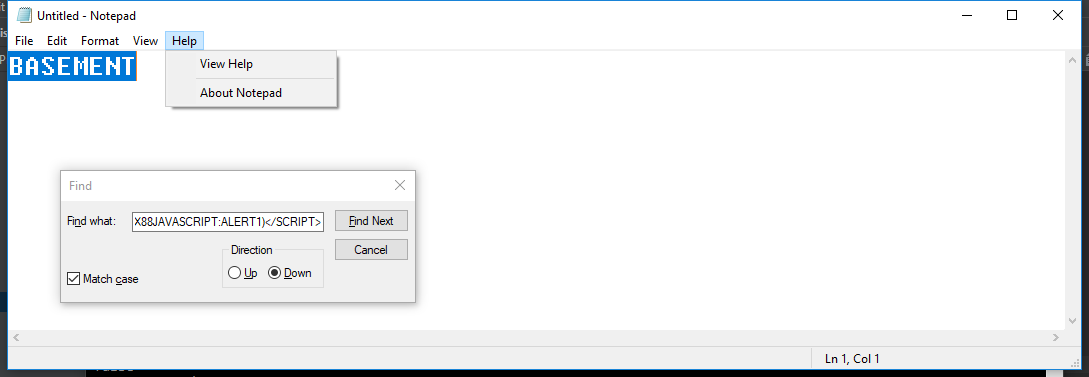 Untitled - Notepad
File Edit Format View Help
BASEMENT
View Help
About Notepad
Find
Find what: X88JAVASCRIPT:ALERT1)</SCRIPT> Find Next
Cancel
Direction
Up Down
Match case
Ln 1, Col 1